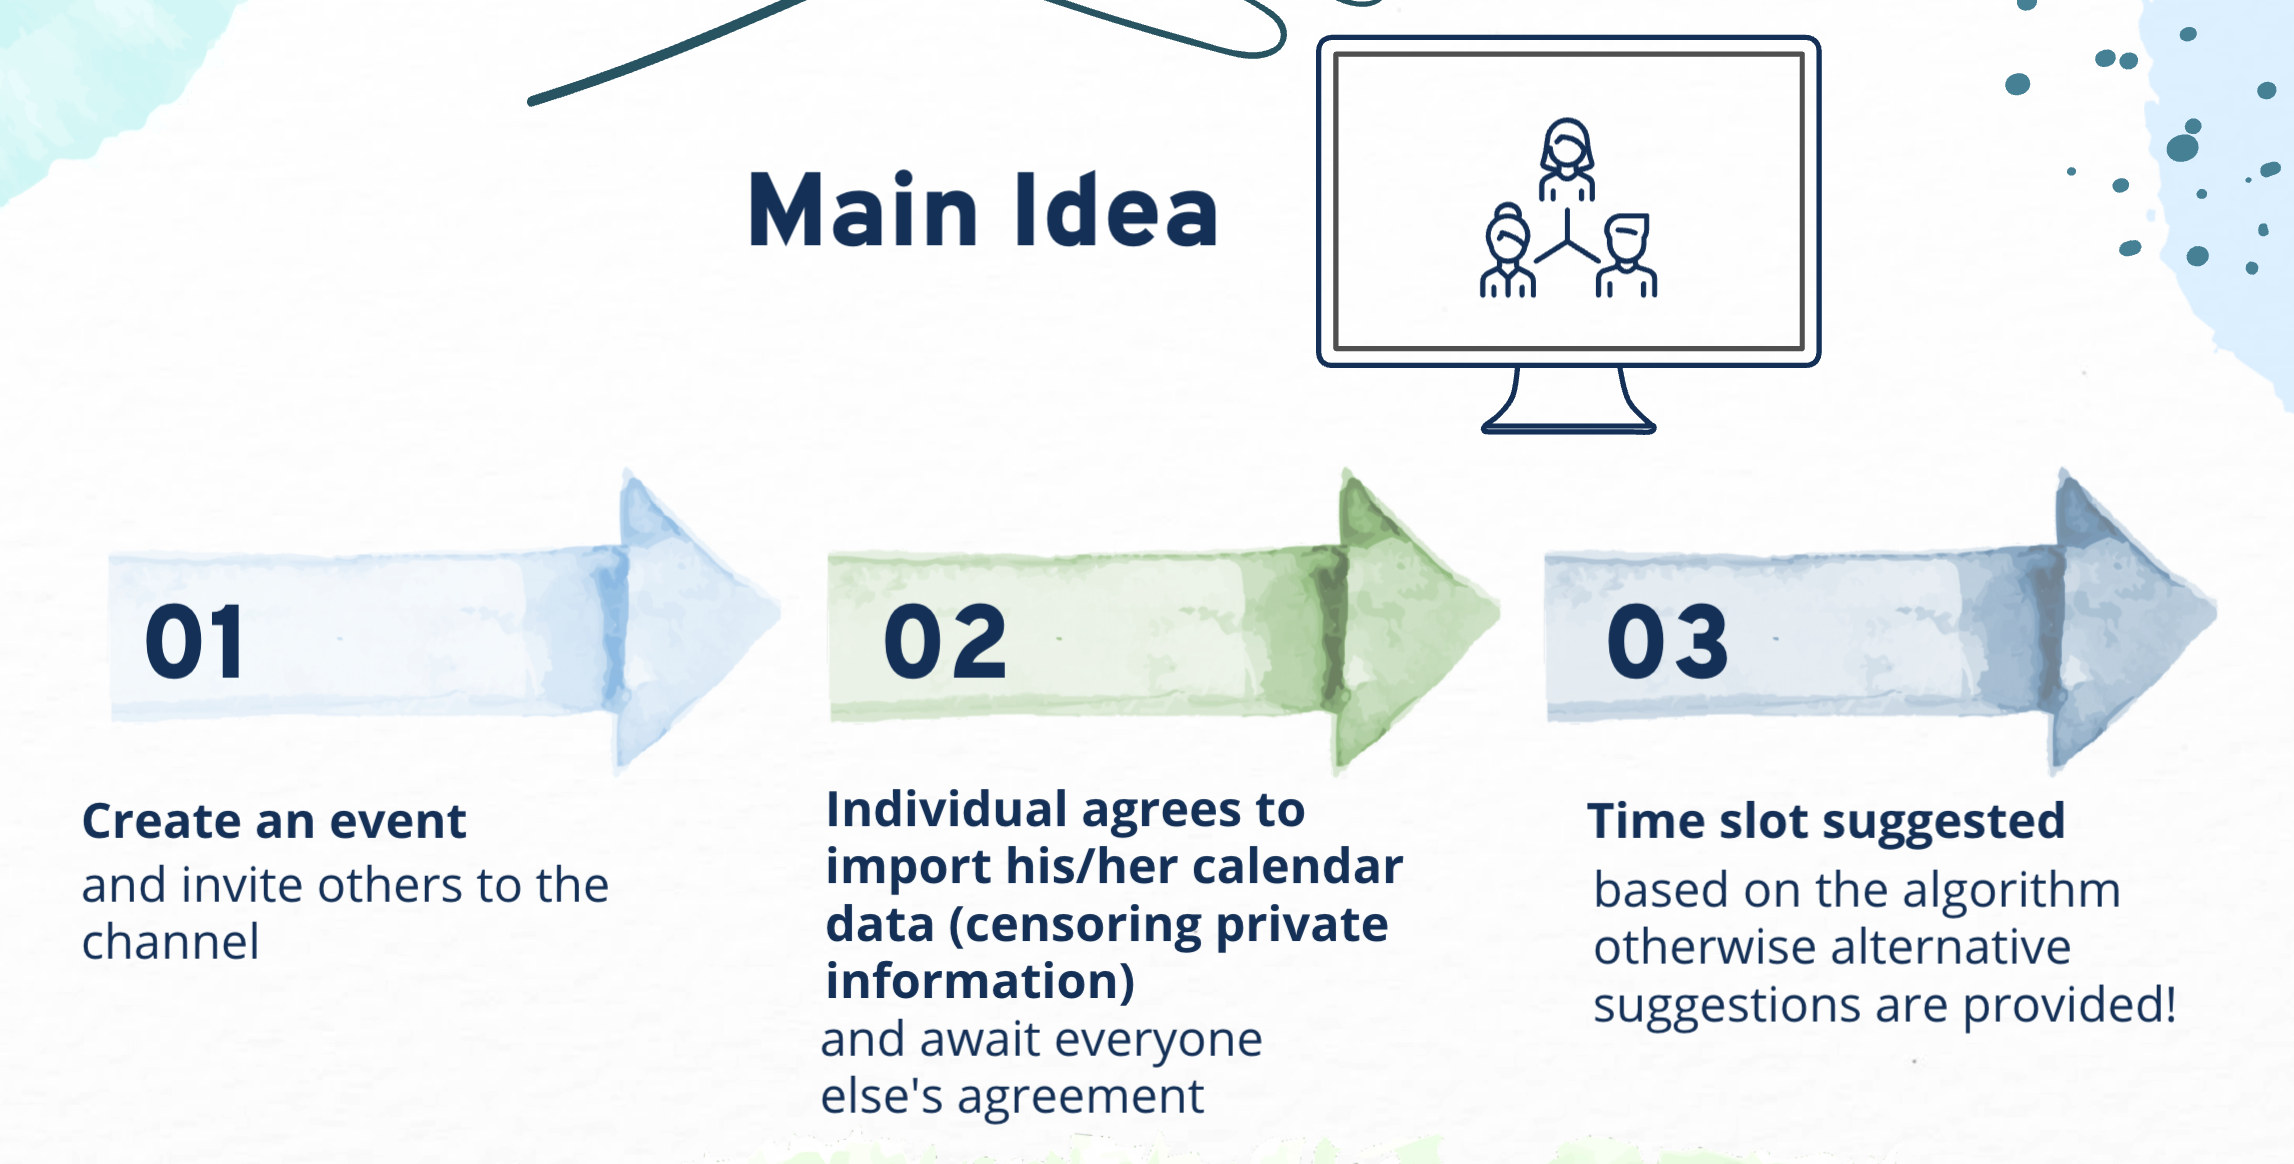 Main Idea
01
Create an event
and invite others to the
channel
02
Individual agrees to
import his/her calendar
data (censoring private
information)
and await everyone
else's agreement
03
Time slot suggested
based on the algorithm
otherwise alternative
suggestions are provided!